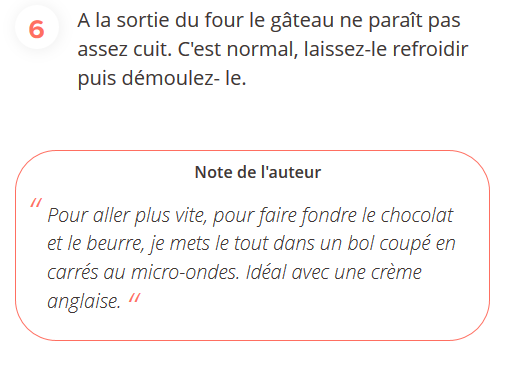 6
A la sortie du four le gâteau ne paraît pas
assez cuit. C'est normal, laissez-le refroidir
puis démoulez- le.
Note de l'auteur
“ Pour aller plus vite, pour faire fondre le chocolat
et le beurre, je mets le tout dans un bol coupé en
carrés au micro-ondes. Idéal avec une crème
anglaise. “